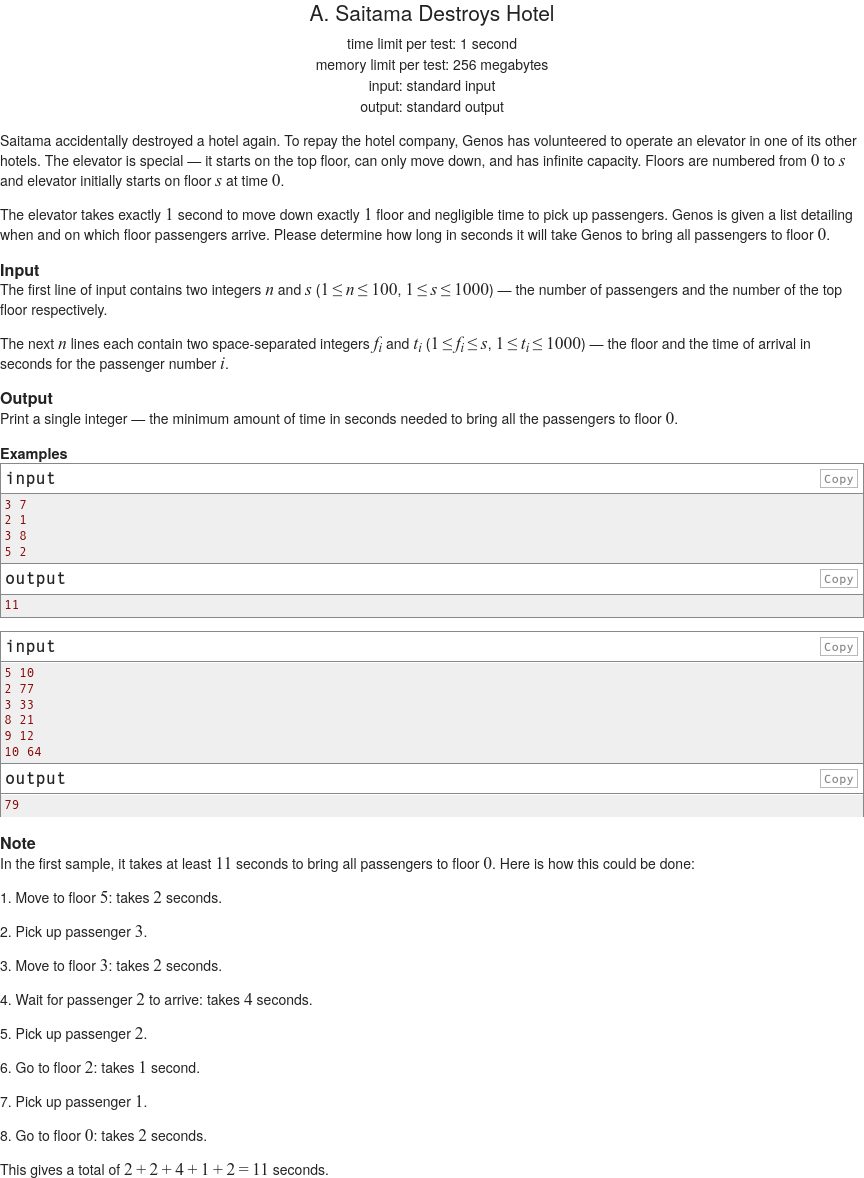 A. Saitama Destroys Hotel
time limit per test: 1 second
memory limit per test: 256 megabytes
input: standard input
output: standard output
Saitama accidentally destroyed a hotel again. To repay the hotel company, Genos has volunteered to operate an elevator in one of its other
hotels. The elevator is special — it starts on the top floor, can only move down, and has infinite capacity. Floors are numbered from 0 to s
and elevator initially starts on floor s at time 0.
The elevator takes exactly 1 second to move down exactly 1 floor and negligible time to pick up passengers. Genos is given a list detailing
when and on which floor passengers arrive. Please determine how long in seconds it will take Genos to bring all passengers to floor 0.
Input
The first line of input contains two integers n and s (1 ≤ n ≤ 100, 1 ≤ s ≤ 1000) — the number of passengers and the number of the top
floor respectively.
The next n lines each contain two space-separated integers f_i and t_i (1 ≤ f_i ≤ s, 1 ≤ t_i ≤ 1000) — the floor and the time of arrival in
seconds for the passenger number i.
Output
Print a single integer — the minimum amount of time in seconds needed to bring all the passengers to floor 0.
Examples
input Copy
3 7
2 1
3 8
5 2
output Copy
11
input Copy
5 10
2 77
3 33
8 21
9 12
10 64
output Copy
79
Note
In the first sample, it takes at least 11 seconds to bring all passengers to floor 0. Here is how this could be done:
1. Move to floor 5: takes 2 seconds.
2. Pick up passenger 3.
3. Move to floor 3: takes 2 seconds.
4. Wait for passenger 2 to arrive: takes 4 seconds.
5. Pick up passenger 2.
6. Go to floor 2: takes 1 second.
7. Pick up passenger 1.
8. Go to floor 0: takes 2 seconds.
This gives a total of 2 + 2 + 4 + 1 + 2 = 11 seconds.